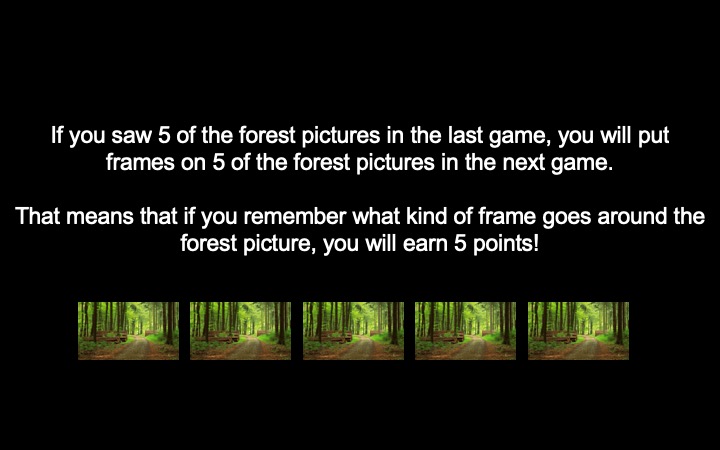 If you saw 5 of the forest pictures in the last game, you will put
frames on 5 of the forest pictures in the next game.
That means that if you remember what kind of frame goes around the
forest picture, you will earn 5 points!